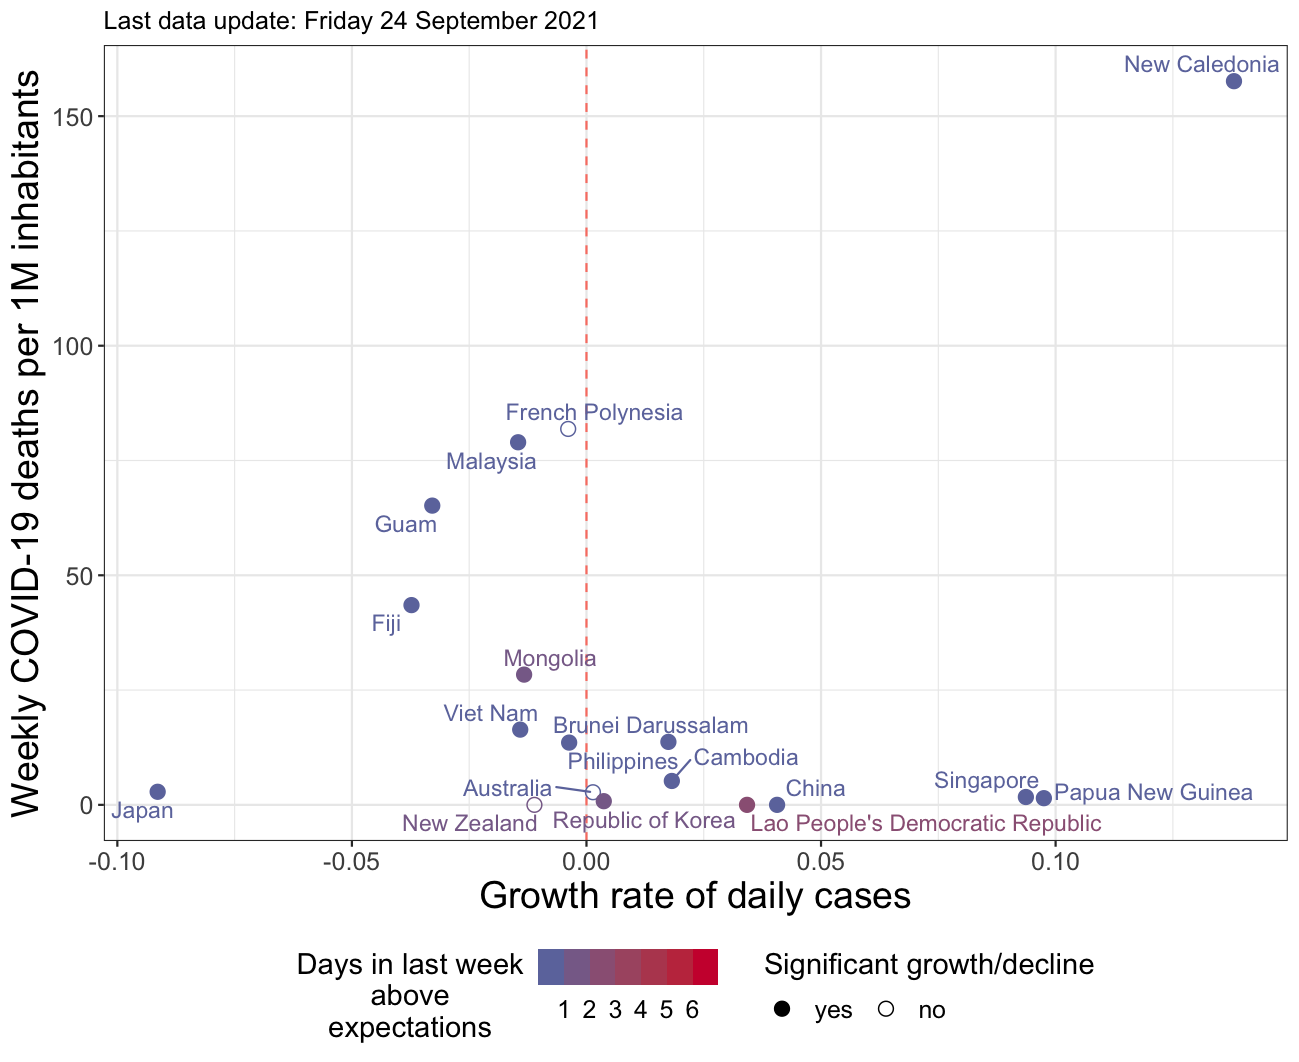 Last data update: Friday 24 September 2021
Weekly COVID-19 deaths per 1M inhabitants
150
100
50
0
New Caledonia
French Polynesia
Malaysia
Guam
Fiji
Mongolia
Viet Nam
Brunei Darussalam
Philippines
Cambodia
Australia
China
Singapore
Papua New Guinea
Japan
New Zealand
Republic of Korea
Lao People's Democratic Republic
-0.10
-0.05
0.00
0.05
0.10
Growth rate of daily cases
Days in last week
above
expectations
1 2 3 4 5 6
Significant growth/decline
yes no